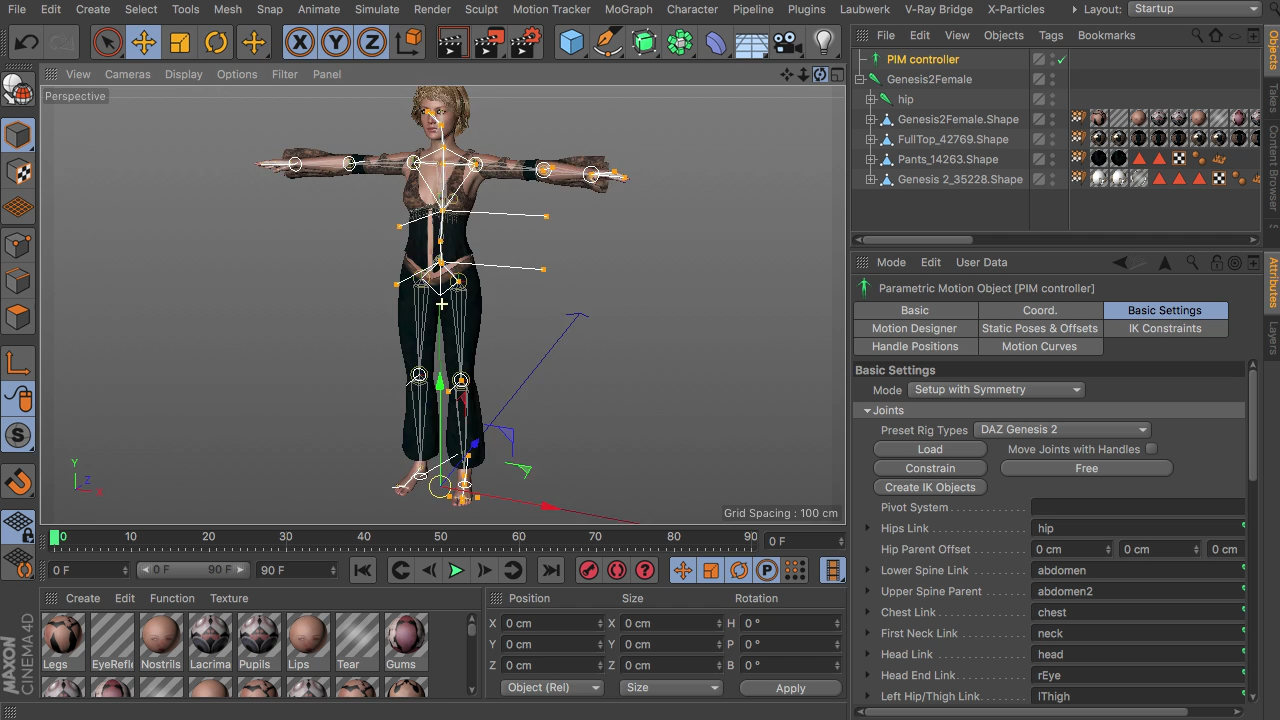 File Edit Create Select Tools Mesh Snap Animate Simulate Render Sculpt Motion Tracker MoGraph Character Pipeline Plugins Laubwerk V-Ray Bridge X-Particles Layout: Startup
X Y Z
File Edit View Objects Tags Bookmarks
PIM controller
Genesis2Female
hip
Genesis2Female.Shape
FullTop_42769.Shape
Pants_14263.Shape
Genesis 2_35228.Shape
Objects
Takes
Content Browser
View Cameras Display Options Filter Panel
Perspective
Y
Z
Grid Spacing : 100 cm
S
Mode Edit User Data
Parametric Motion Object [PIM controller]
Basic Coord. Basic Settings
Motion Designer Static Poses & Offsets IK Constraints
Handle Positions Motion Curves
Basic Settings
Mode Setup with Symmetry
Joints
Preset Rig Types DAZ Genesis 2
Load Move Joints with Handles
Constrain Free
Create IK Objects
Pivot System
Hips Link hip
Hip Parent Offset 0 cm 0 cm 0 cm
Lower Spine Link abdomen
Upper Spine Parent abdomen2
Chest Link chest
First Neck Link neck
Head Link head
Head End Link rEye
Left Hip/Thigh Link lThigh
Attributes
Layers
0 10 20 30 40 50 60 70 80 90 0 F
0 F 0 F 90 F 90 F
P
Create Edit Function Texture
Legs EyeRefle Nostrils Lacrima Pupils Lips Tear Gums
Position Size Rotation
X 0 cm X 0 cm H 0 °
Y 0 cm Y 0 cm P 0 °
Z 0 cm Z 0 cm B 0 °
Object (Rel) Size Apply
MAXON
CINEMA 4D